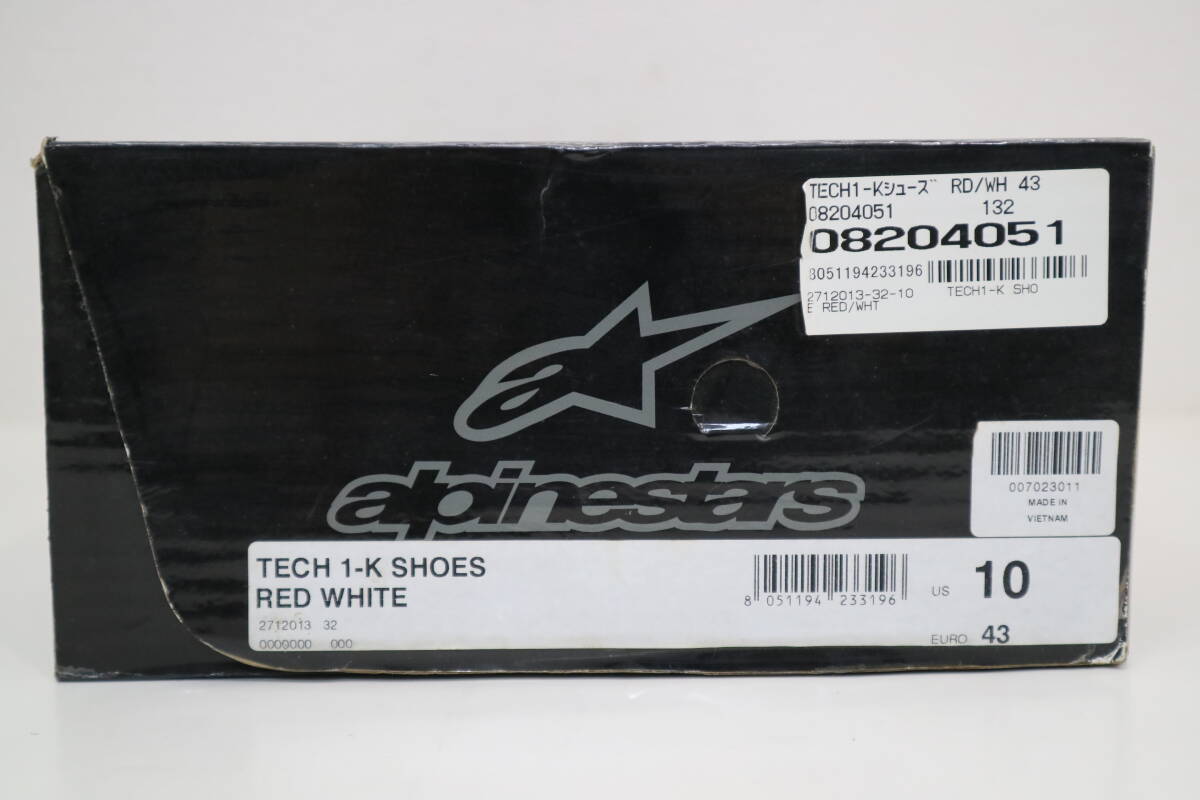 TECH1-Kシューズ RD/WH 43
08204051 132
08204051
8051194233196
2712013-32-10 TECH1-K SHO
E RED/WHT
alpinestars
007023011
MADE IN
VIETNAM
TECH 1-K SHOES
RED WHITE
2712013 32
0000000 000
8 051194 233196
US 10
EURO 43